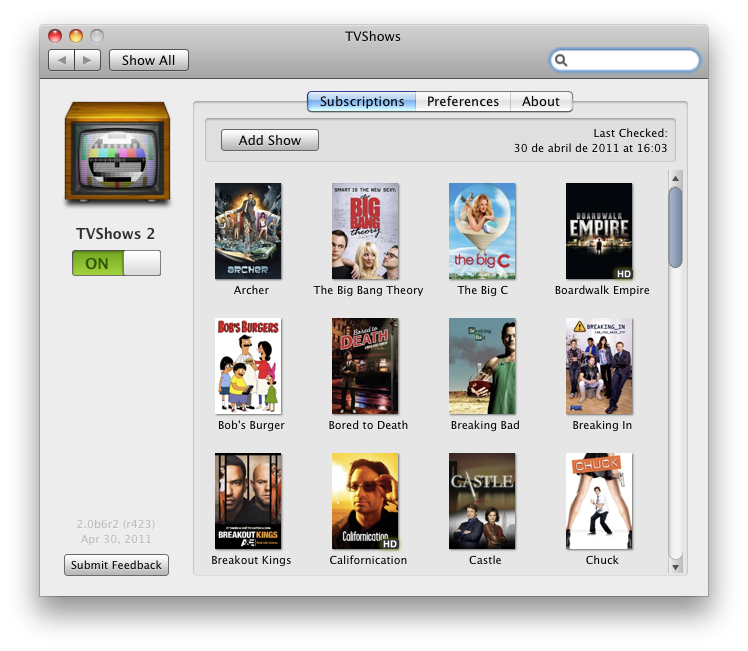 TVShows
Show All
Subscriptions
Preferences
About
Add Show
Last Checked:
30 de abril de 2011 at 16:03
TVShows 2
ON
ARCHER
Archer
SMART IS THE NEW SEXY.
THE
BIG
BANG
theory
The Big Bang Theory
the big C
The Big C
BOARDWALK
EMPIRE
HD
Boardwalk Empire
BOB'S BURGERS
Bob's Burger
Bored to
DEATH
Bored to Death
Breaking
Bad
Breaking Bad
BREAKING_IN
FOX
Breaking In
BREAKOUT KINGS
A&E
Breakout Kings
Californication
HD
Californication
CASTLE
Castle
CHUCK
Chuck
2.0b6r2 (r423)
Apr 30, 2011
Submit Feedback